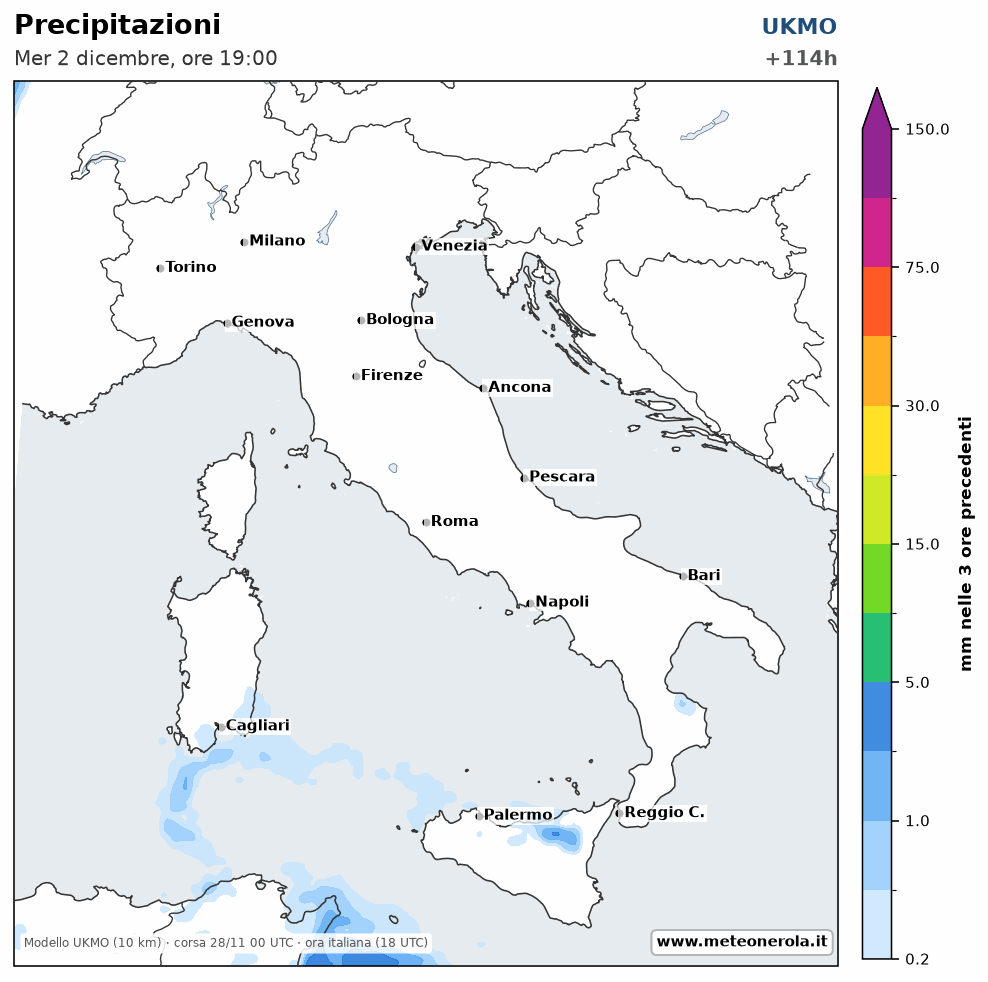 Precipitazioni
UKMO
Mer 2 dicembre, ore 19:00
+114h
150.0
75.0
30.0
15.0
5.0
1.0
0.2
mm nelle 3 ore precedenti
Milano
Venezia
Torino
Genova
Bologna
Firenze
Ancona
Pescara
Roma
Bari
Napoli
Cagliari
Palermo
Reggio C.
Modello UKMO (10 km) · corsa 28/11 00 UTC · ora italiana (18 UTC)
www.meteonerola.it